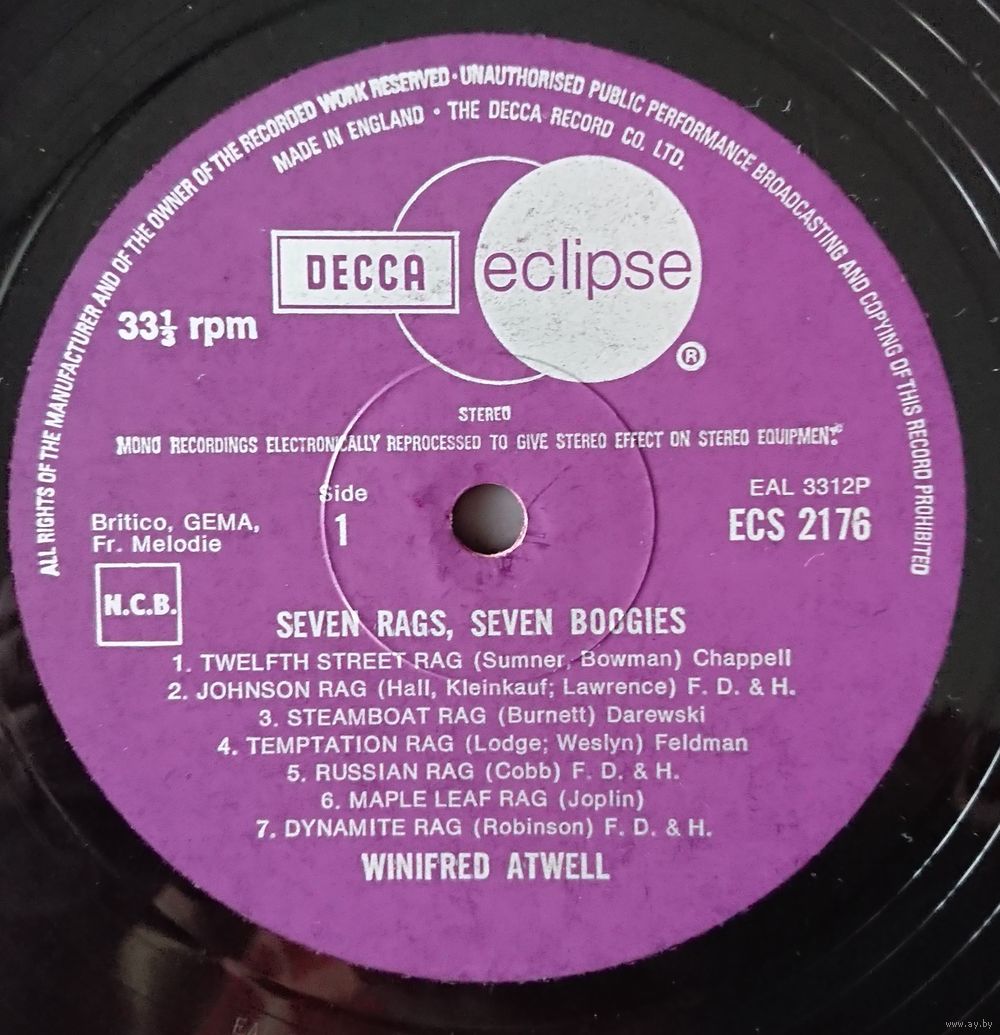 ALL RIGHTS OF THE MANUFACTURER AND OF THE OWNER OF THE RECORDED WORK RESERVED · UNAUTHORISED PUBLIC PERFORMANCE BROADCASTING AND COPYING OF THIS RECORD PROHIBITED
MADE IN ENGLAND · THE DECCA RECORD CO. LTD.
DECCA eclipse
®
33⅓ rpm
STEREO
MONO RECORDINGS ELECTRONICALLY REPROCESSED TO GIVE STEREO EFFECT ON STEREO EQUIPMENT
Side
1
EAL 3312P
ECS 2176
Britico, GEMA,
Fr. Melodie
N.C.B.
SEVEN RAGS, SEVEN BOOGIES
1. TWELFTH STREET RAG (Sumner, Bowman) Chappell
2. JOHNSON RAG (Hall, Kleinkauf; Lawrence) F. D. & H.
3. STEAMBOAT RAG (Burnett) Darewski
4. TEMPTATION RAG (Lodge; Weslyn) Feldman
5. RUSSIAN RAG (Cobb) F. D. & H.
6. MAPLE LEAF RAG (Joplin)
7. DYNAMITE RAG (Robinson) F. D. & H.
WINIFRED ATWELL
www.ay.by